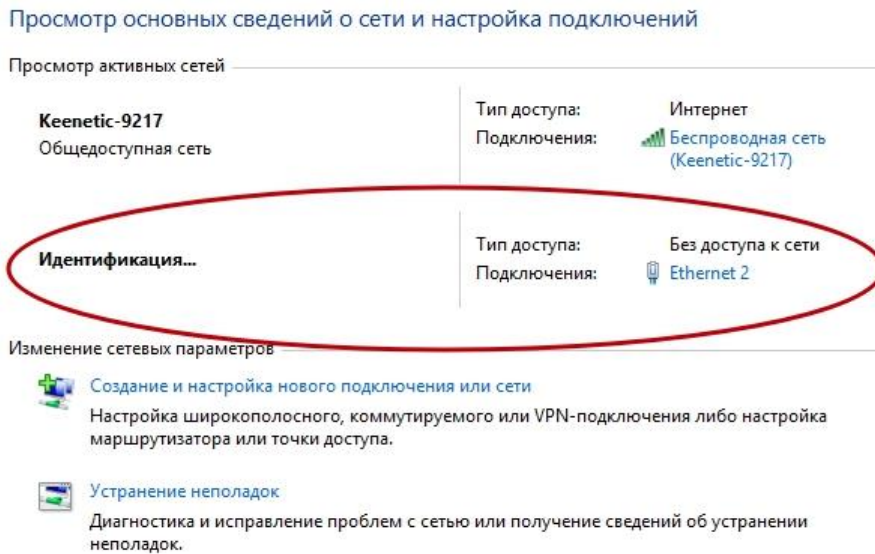 Просмотр основных сведений о сети и настройка подключений
Просмотр активных сетей
Keenetic-9217
Общедоступная сеть
Тип доступа: Интернет
Подключения: Беспроводная сеть
(Keenetic-9217)
Идентификация...
Тип доступа: Без доступа к сети
Подключения: Ethernet 2
Изменение сетевых параметров
Создание и настройка нового подключения или сети
Настройка широкополосного, коммутируемого или VPN-подключения либо настройка
маршрутизатора или точки доступа.
Устранение неполадок
Диагностика и исправление проблем с сетью или получение сведений об устранении
неполадок.